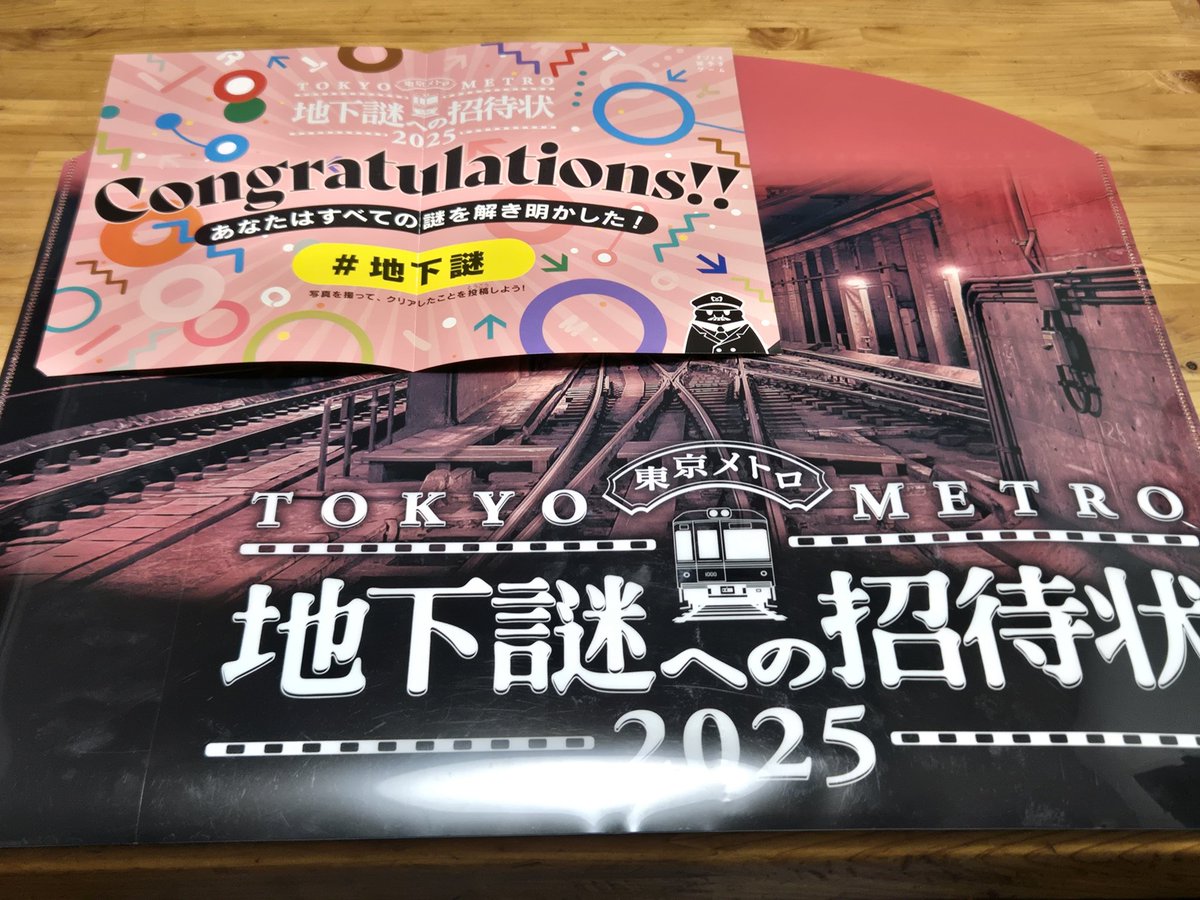 TOKYO 東京メトロ METRO
地下謎への招待状
2025
Congratulations!!
あなたはすべての謎を解き明かした!
#地下謎
写真を撮って、クリアしたことを投稿しよう!
東京メトロ
TOKYO METRO
地下謎への招待状
2025